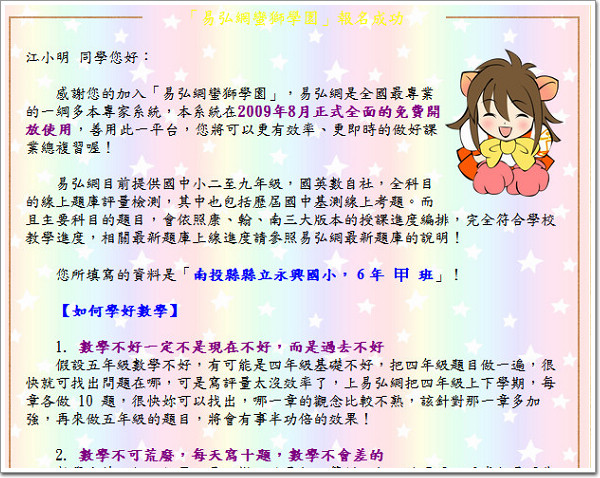 「易弘網蠻獅學園」報名成功
江小明 同學您好：
感謝您的加入「易弘網蠻獅學園」，易弘網是全國最專業
的一綱多本專家系統，本系統在2009年8月正式全面的免費開
放使用，善用此一平台，您將可以更有效率、更即時的做好課
業總複習喔！
易弘網目前提供國中小二至九年級，國英數自社，全科目
的線上題庫評量檢測，其中也包括歷屆國中基測線上考題。而
且主要科目的題目，會依照康、翰、南三大版本的授課進度編排，完全符合學校
教學進度，相關最新題庫上線進度請參照易弘網最新題庫的說明！
您所填寫的資料是「南投縣縣立永興國小，6 年 甲 班」！
【如何學好數學】
1. 數學不好一定不是現在不好，而是過去不好
假設五年級數學不好，有可能是四年級基礎不好，把四年級題目做一遍，很
快就可找出問題在哪，可是寫評量太沒效率了，上易弘網把四年級上下學期，每
章各做 10 題，很快妳可以找出，哪一章的觀念比較不熟，該針對那一章多加
強，再來做五年級的題目，將會有事半功倍的效果！
2. 數學不可荒廢，每天寫十題，數學不會差的